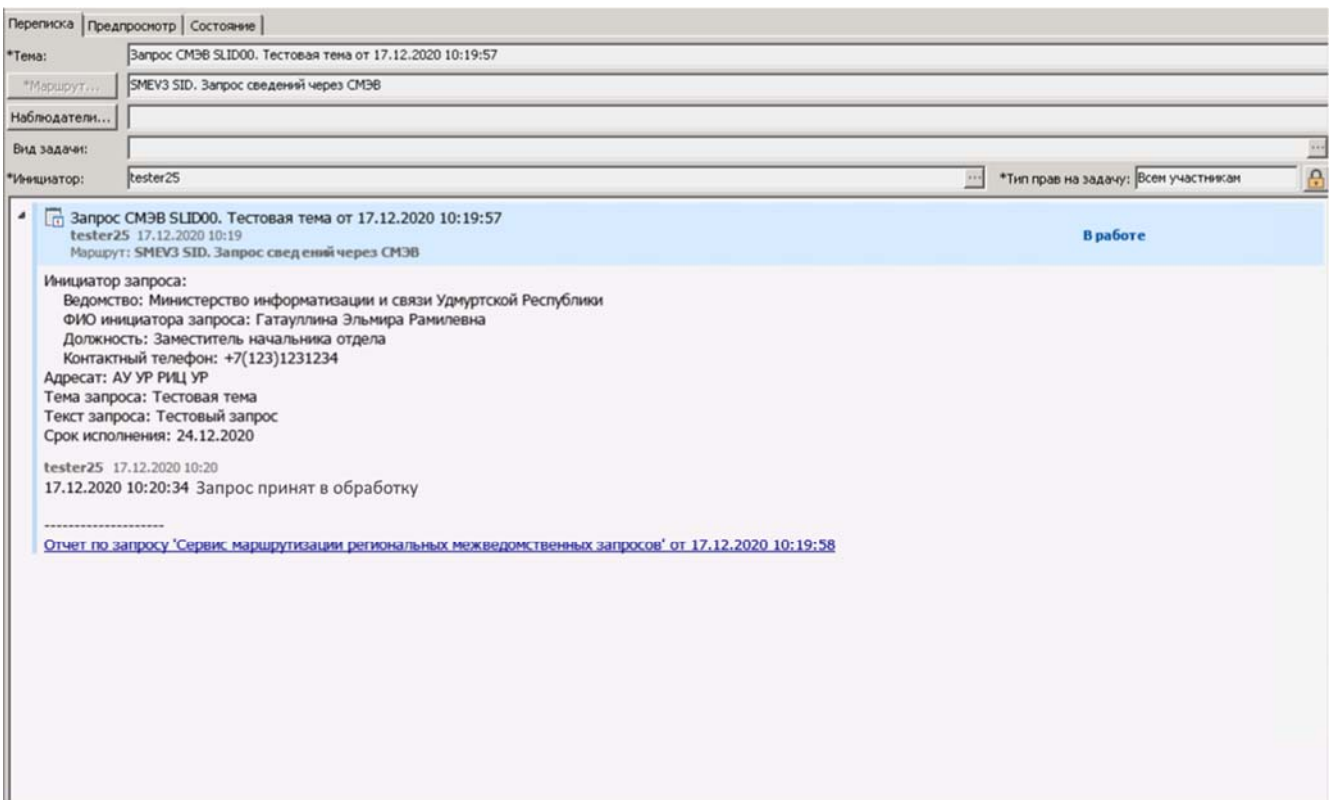 Переписка Предпросмотр Состояние
*Тема: Запрос СМЭВ SLID00. Тестовая тема от 17.12.2020 10:19:57
*Маршрут... SMEV3 SID. Запрос сведений через СМЭВ
Наблюдатели...
Вид задачи: ...
*Инициатор: tester25 ... *Тип прав на задачу: Всем участникам
Запрос СМЭВ SLID00. Тестовая тема от 17.12.2020 10:19:57
tester25 17.12.2020 10:19 В работе
Маршрут: SMEV3 SID. Запрос сведений через СМЭВ
Инициатор запроса:
Ведомство: Министерство информатизации и связи Удмуртской Республики
ФИО инициатора запроса: Гатауллина Эльмира Рамилевна
Должность: Заместитель начальника отдела
Контактный телефон: +7(123)1231234
Адресат: АУ УР РИЦ УР
Тема запроса: Тестовая тема
Текст запроса: Тестовый запрос
Срок исполнения: 24.12.2020
tester25 17.12.2020 10:20
17.12.2020 10:20:34 Запрос принят в обработку
--------------------
Отчет по запросу 'Сервис маршрутизации региональных межведомственных запросов' от 17.12.2020 10:19:58